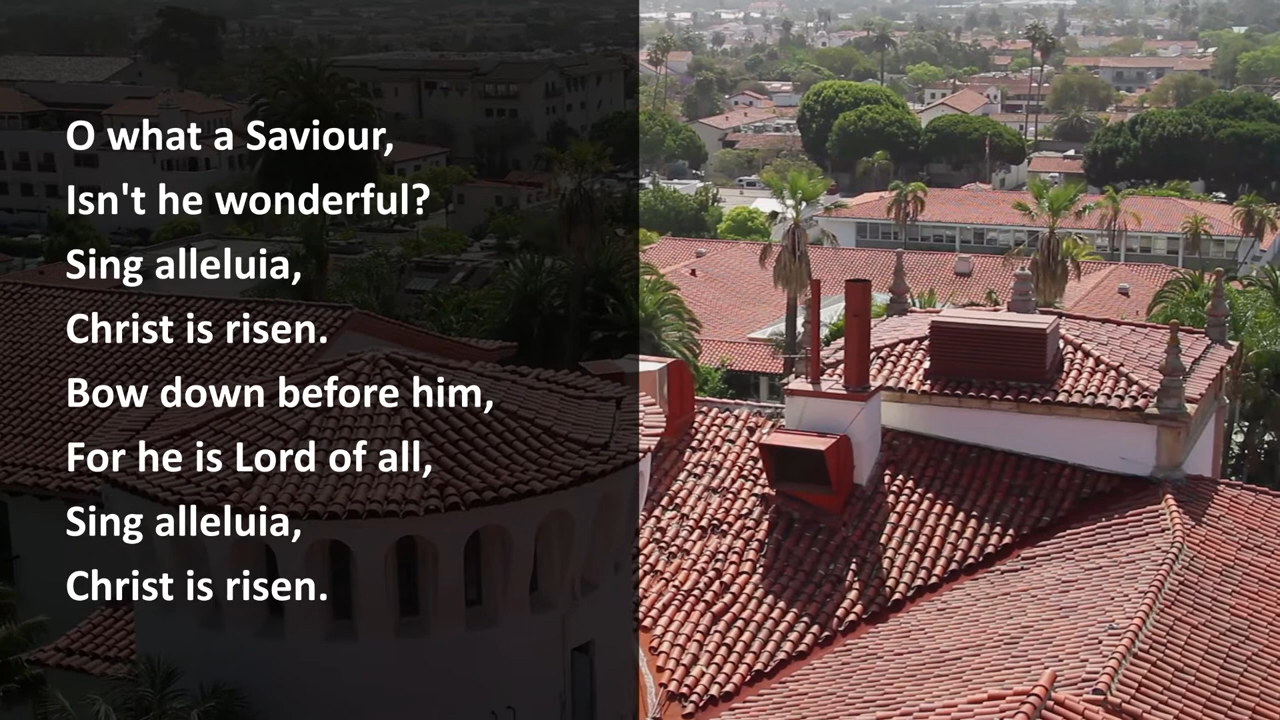 O what a Saviour,
Isn't he wonderful?
Sing alleluia,
Christ is risen.
Bow down before him,
For he is Lord of all,
Sing alleluia,
Christ is risen.